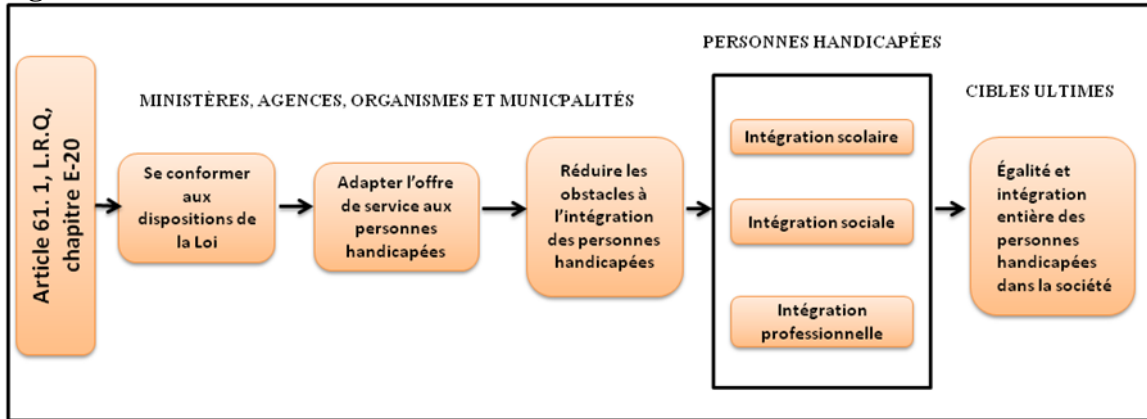 Article 61. 1, L.R.Q,
chapitre E-20
MINISTÈRES, AGENCES, ORGANISMES ET MUNICPALITÉS
Se conformer
aux
dispositions de
la Loi
Adapter l’offre
de service aux
personnes
handicapées
Réduire les
obstacles à
l’intégration
des personnes
handicapées
PERSONNES HANDICAPÉES
Intégration scolaire
Intégration sociale
Intégration
professionnelle
CIBLES ULTIMES
Égalité et
intégration
entière des
personnes
handicapées
dans la société